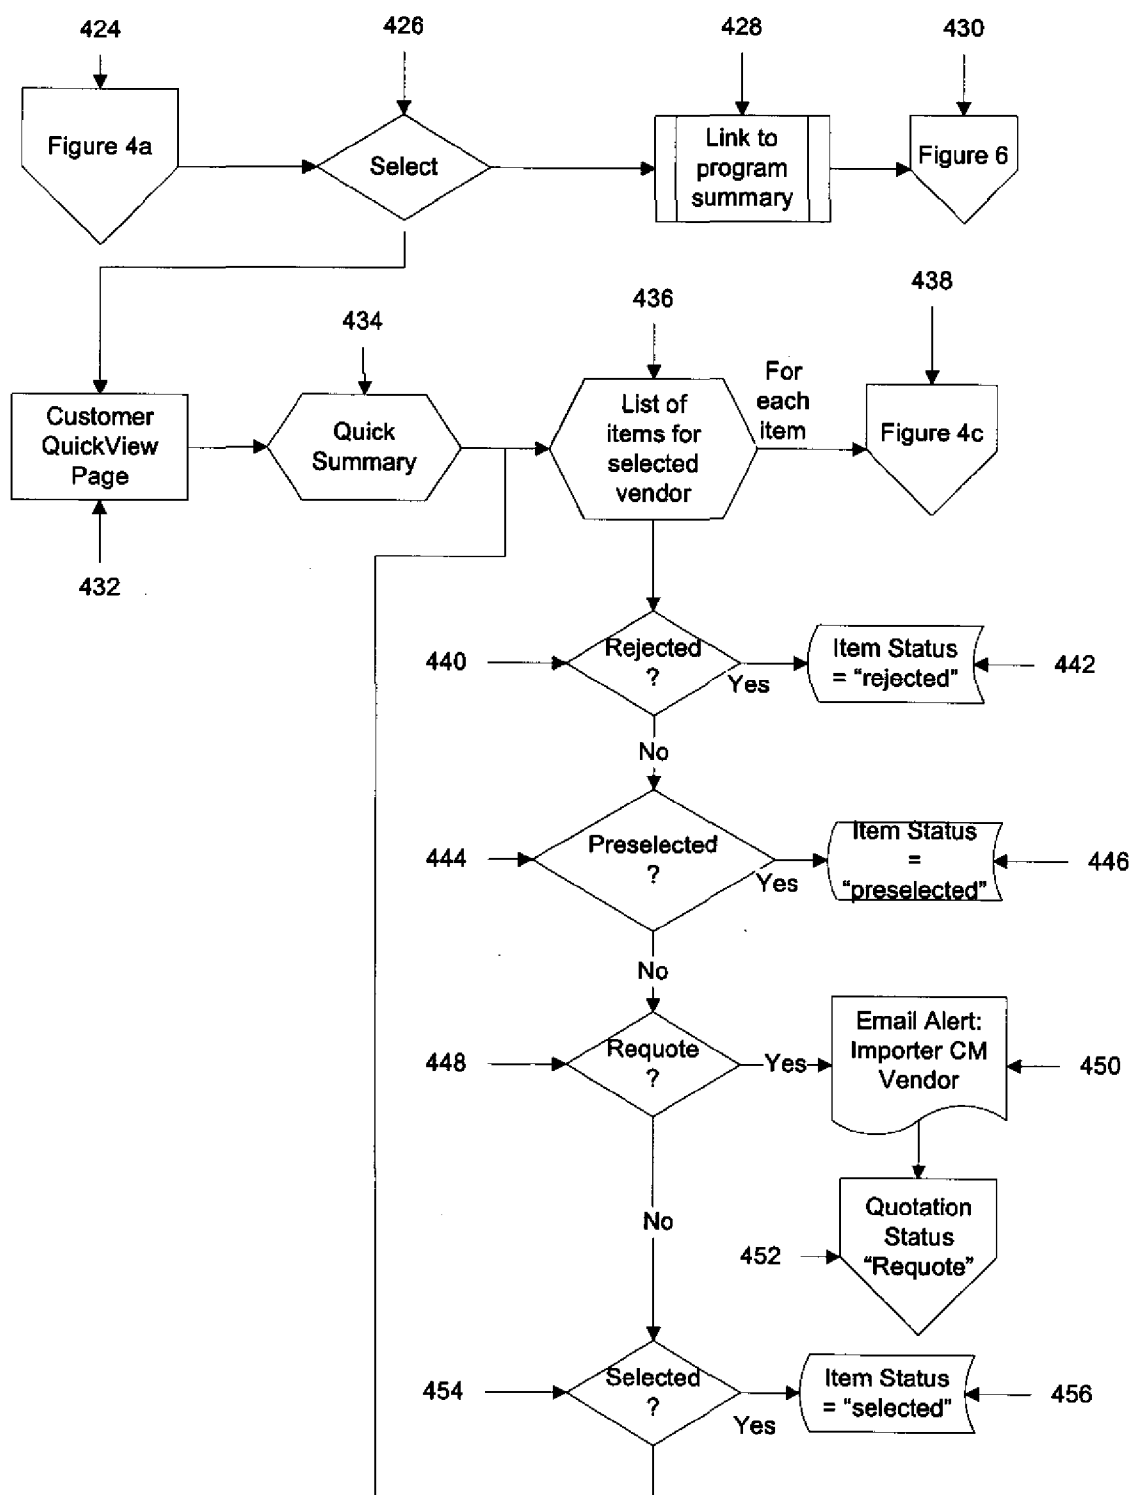 424
426
428
430
Figure 4a
Select
Link to
program
summary
Figure 6
438
436
434
For
each
item
Customer
QuickView
Page
Quick
Summary
List of
items for
selected
vendor
Figure 4c
432
440
Rejected
?
Yes
Item Status
= “rejected”
442
No
444
Preselected
?
Yes
Item Status
=
“preselected”
446
No
448
Requote
?
Yes
Email Alert:
Importer CM
Vendor
450
No
452
Quotation
Status
“Requote”
454
Selected
?
Yes
Item Status
= “selected”
456